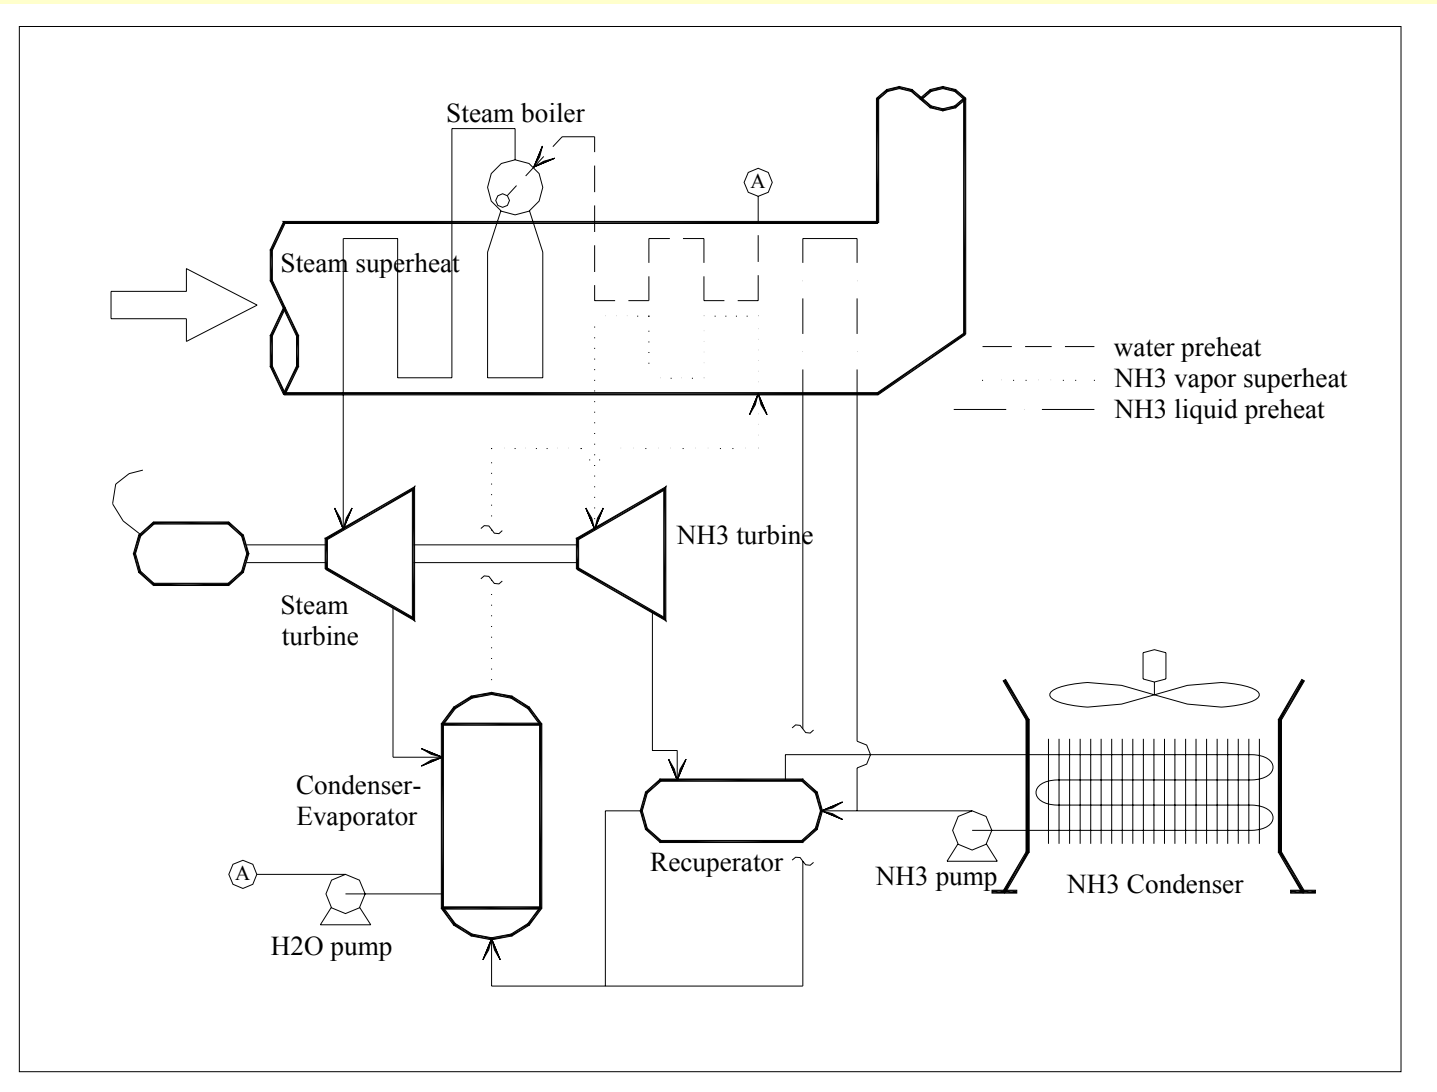 Steam boiler
A
Steam superheat
water preheat
NH3 vapor superheat
NH3 liquid preheat
NH3 turbine
Steam
turbine
Condenser-
Evaporator
Recuperator
A
NH3 pump
NH3 Condenser
H2O pump